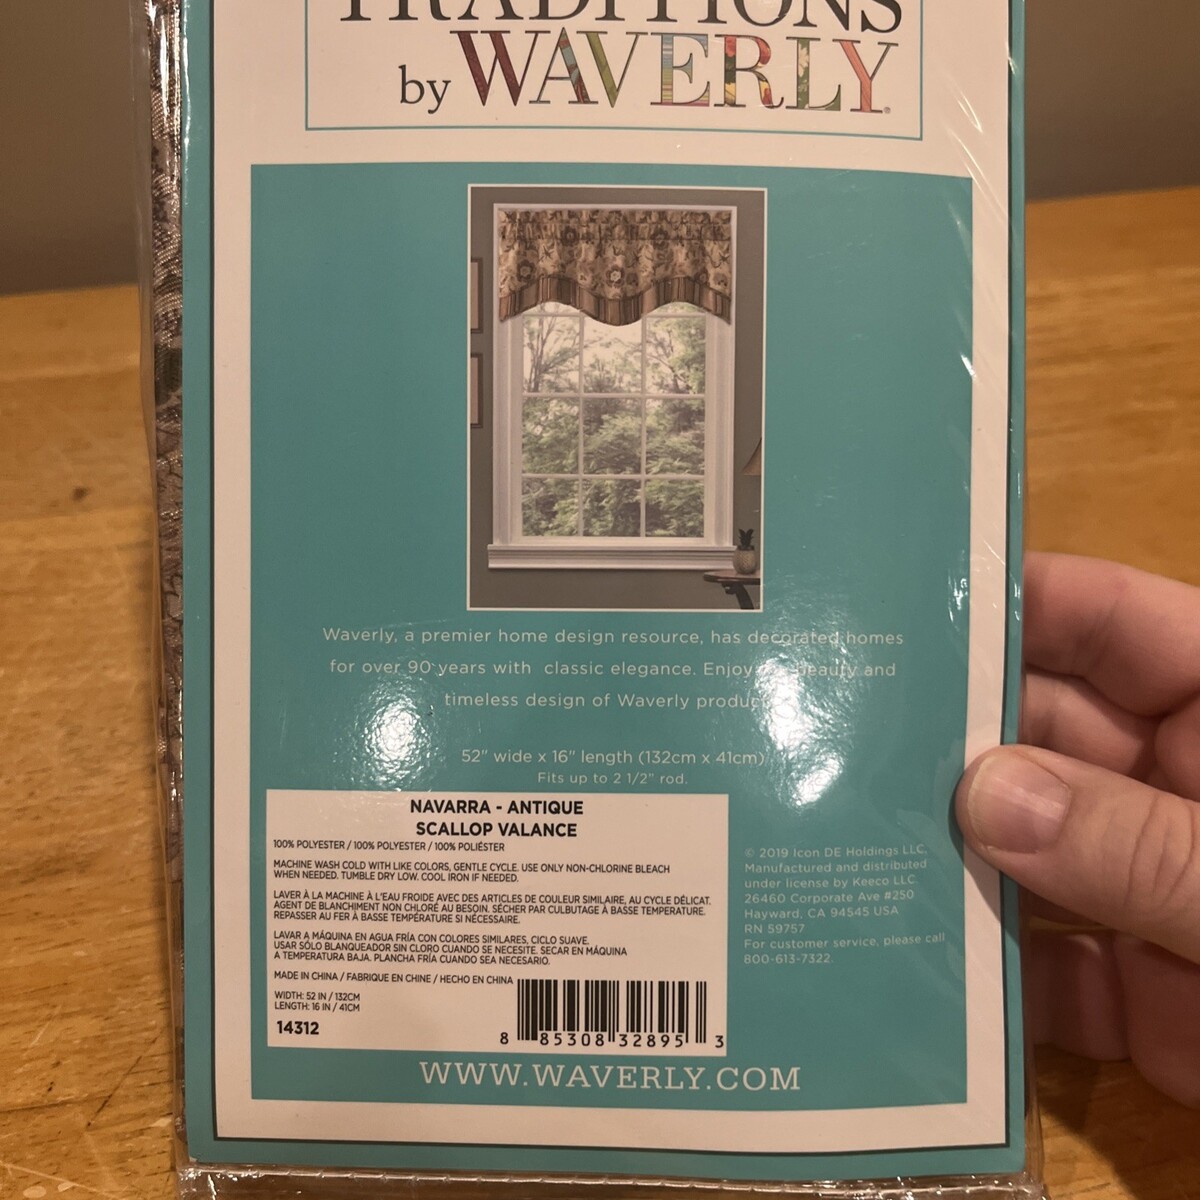 TRADITIONS
by WAVERLY
Waverly, a premier home design resource, has decorated homes
for over 90 years with classic elegance. Enjoy beauty and
timeless design of Waverly
52" wide x 16" length (132cm x 41cm)
Fits up to 2 1/2" rod.
NAVARRA - ANTIQUE
SCALLOP VALANCE
100% POLYESTER / 100% POLYESTER / 100% POLIÉSTER
MACHINE WASH COLD WITH LIKE COLORS, GENTLE CYCLE. USE ONLY NON-CHLORINE BLEACH
WHEN NEEDED. TUMBLE DRY LOW. COOL IRON IF NEEDED.
LAVER À LA MACHINE À L'EAU FROIDE AVEC DES ARTICLES DE COULEUR SIMILAIRE, AU CYCLE DÉLICAT.
AGENT DE BLANCHIMENT NON CHLORÉ AU BESOIN. SÉCHER PAR CULBUTAGE À BASSE TEMPERATURE.
REPASSER AU FER À BASSE TEMPÉRATURE SI NÉCESSAIRE.
LAVAR A MÁQUINA EN AGUA FRÍA CON COLORES SIMILARES, CICLO SUAVE.
USAR SÓLO BLANQUEADOR SIN CLORO CUANDO SE NECESITE. SECAR EN MÁQUINA
A TEMPERATURA BAJA. PLANCHA FRÍA CUANDO SEA NECESARIO.
MADE IN CHINA / FABRIQUE EN CHINE / HECHO EN CHINA
WIDTH: 52 IN / 132CM
LENGTH: 16 IN / 41CM
14312
8 85308 32895 3
© 2019 Icon DE Holdings LLC.
Manufactured and distributed
under license by Keeco LLC.
26460 Corporate Ave #250
Hayward, CA 94545 USA
RN 59757
For customer service, please call
800-613-7322.
WWW.WAVERLY.COM